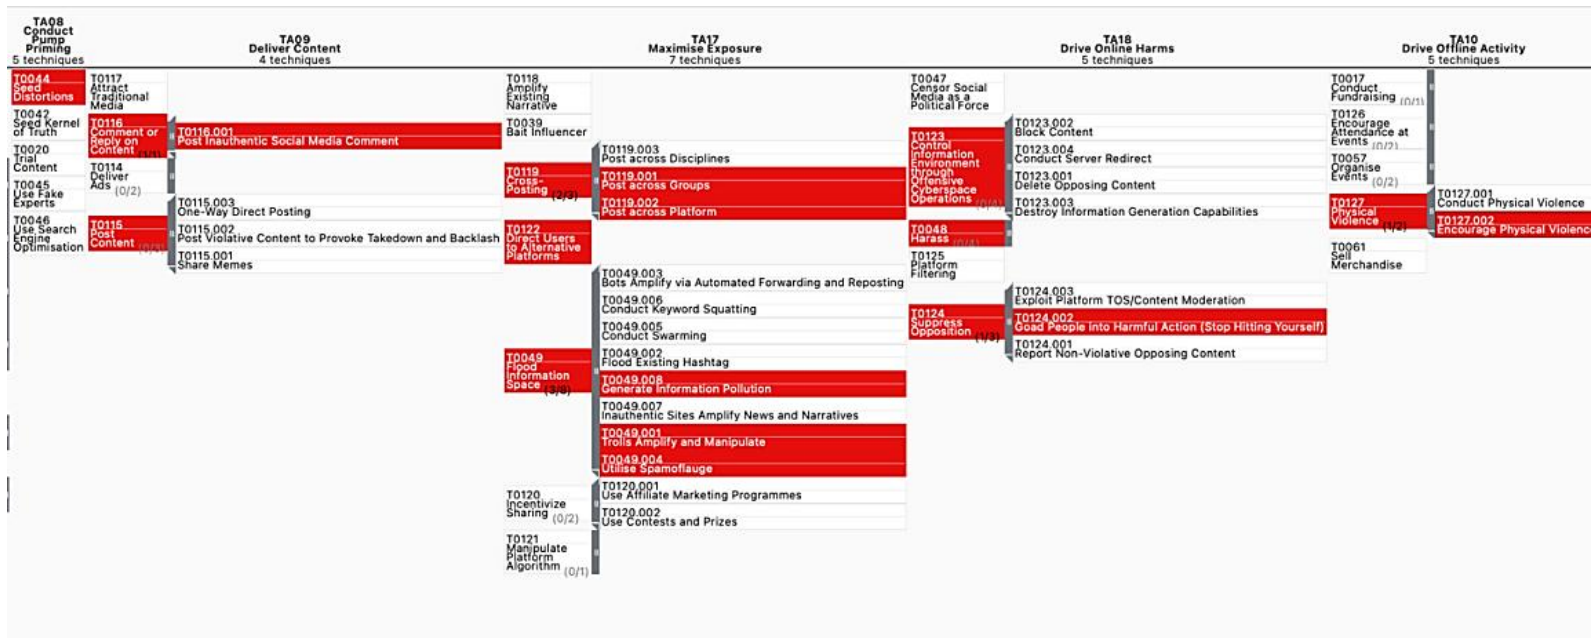 TA08
Conduct
Pump
Priming
5 techniques
T0044
Seed
Distortions
T0042
Seed Kernel
of Truth
T0020
Trial
Content
T0045
Use Fake
Experts
T0046
Use Search
Engine
Optimisation
TA09
Deliver Content
4 techniques
T0117
Attract
Traditional
Media
T0116
Comment or
Reply on
Content (1/1)
T0116.001
Post Inauthentic Social Media Comment
T0114
Deliver
Ads (0/2)
T0115
Post
Content (0/3)
T0115.003
One-Way Direct Posting
T0115.002
Post Violative Content to Provoke Takedown and Backlash
T0115.001
Share Memes
TA17
Maximise Exposure
7 techniques
T0118
Amplify
Existing
Narrative
T0039
Bait Influencer
T0119
Cross-
Posting (2/3)
T0119.003
Post across Disciplines
T0119.001
Post across Groups
T0119.002
Post across Platform
T0122
Direct Users
to Alternative
Platforms
T0049
Flood
Information
Space (3/8)
T0049.003
Bots Amplify via Automated Forwarding and Reposting
T0049.006
Conduct Keyword Squatting
T0049.005
Conduct Swarming
T0049.002
Flood Existing Hashtag
T0049.008
Generate Information Pollution
T0049.007
Inauthentic Sites Amplify News and Narratives
T0049.001
Trolls Amplify and Manipulate
T0049.004
Utilise Spamoflauge
T0120
Incentivize
Sharing (0/2)
T0120.001
Use Affiliate Marketing Programmes
T0120.002
Use Contests and Prizes
T0121
Manipulate
Platform
Algorithm (0/1)
TA18
Drive Online Harms
5 techniques
T0047
Censor Social
Media as a
Political Force
T0123
Control
Information
Environment
through
Offensive
Cyberspace
Operations (0/4)
T0123.002
Block Content
T0123.004
Conduct Server Redirect
T0123.001
Delete Opposing Content
T0123.003
Destroy Information Generation Capabilities
T0048
Harass (0/4)
T0125
Platform
Filtering
T0124
Suppress
Opposition (1/3)
T0124.003
Exploit Platform TOS/Content Moderation
T0124.002
Goad People into Harmful Action (Stop Hitting Yourself)
T0124.001
Report Non-Violative Opposing Content
TA10
Drive Offline Activity
5 techniques
T0017
Conduct
Fundraising (0/1)
T0126
Encourage
Attendance at
Events (0/2)
T0057
Organise
Events (0/2)
T0127
Physical
Violence (1/2)
T0127.001
Conduct Physical Violence
T0127.002
Encourage Physical Violence
T0061
Sell
Merchandise